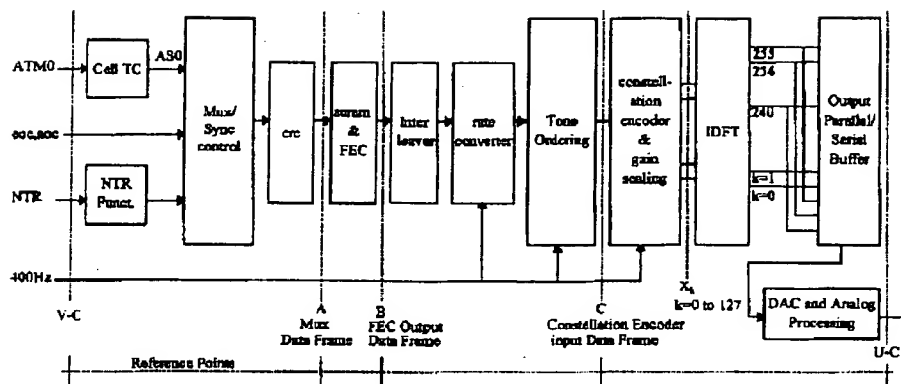 ATM0
Cell TC
AS0
eoc,aoc
NTR
NTR
Punct.
400Hz
Mux/
Sync
control
crc
scram
&
FEC
Inter
leaver
rate
converter
Tone
Ordering
constell-
ation
encoder
&
gain
scaling
IDFT
255
254
240
k=1
k=0
Output
Parallel/
Serial
Buffer
X_k
k=0 to 127
DAC and Analog
Processing
V-C
A
Mux
Data Frame
B
FEC Output
Data Frame
C
Constellation Encoder
input Data Frame
U-C
Reference Points